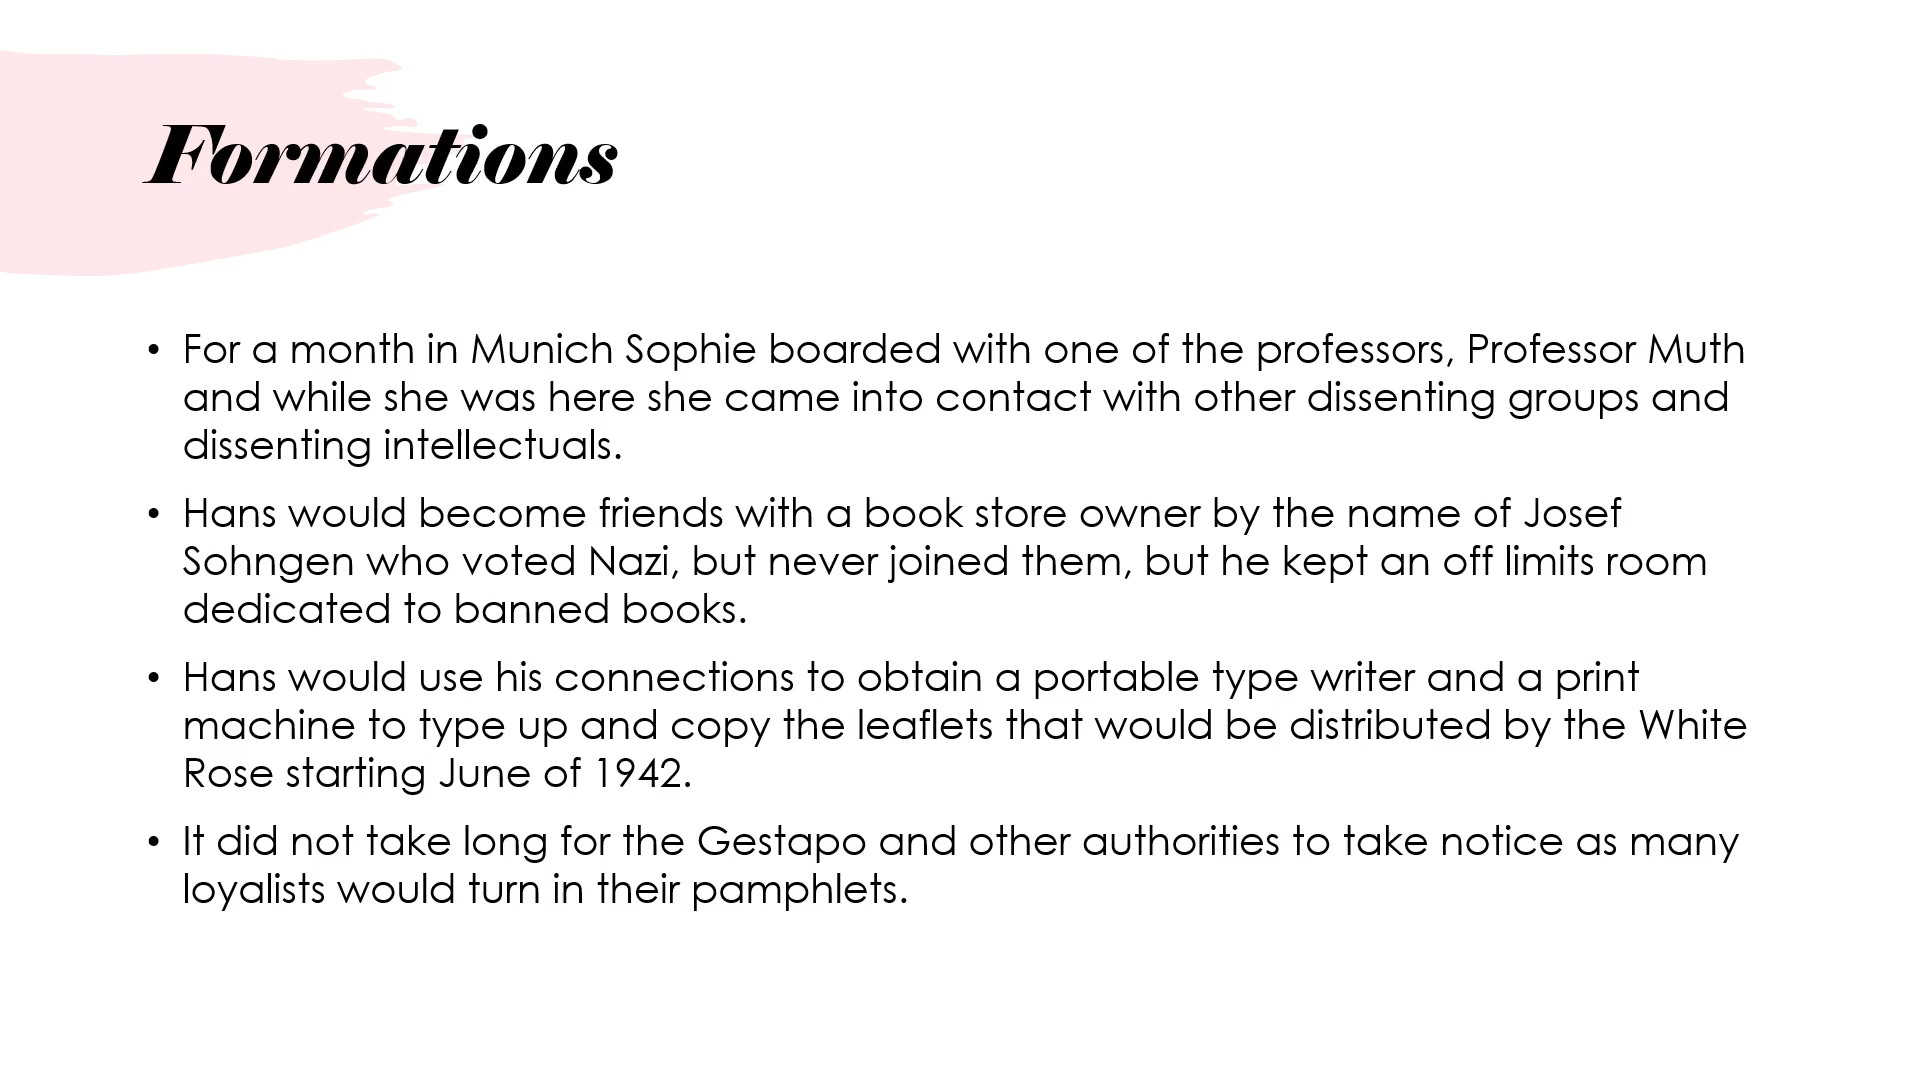 Formations
• For a month in Munich Sophie boarded with one of the professors, Professor Muth
and while she was here she came into contact with other dissenting groups and
dissenting intellectuals.
• Hans would become friends with a book store owner by the name of Josef
Sohngen who voted Nazi, but never joined them, but he kept an off limits room
dedicated to banned books.
• Hans would use his connections to obtain a portable type writer and a print
machine to type up and copy the leaflets that would be distributed by the White
Rose starting June of 1942.
• It did not take long for the Gestapo and other authorities to take notice as many
loyalists would turn in their pamphlets.